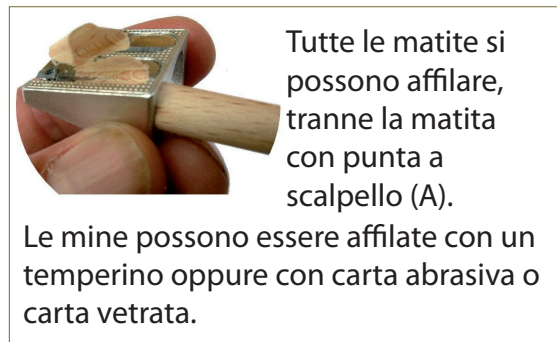 Tutte le matite si
possono affilare,
tranne la matita
con punta a
scalpello (A).
Le mine possono essere affilate con un
temperino oppure con carta abrasiva o
carta vetrata.